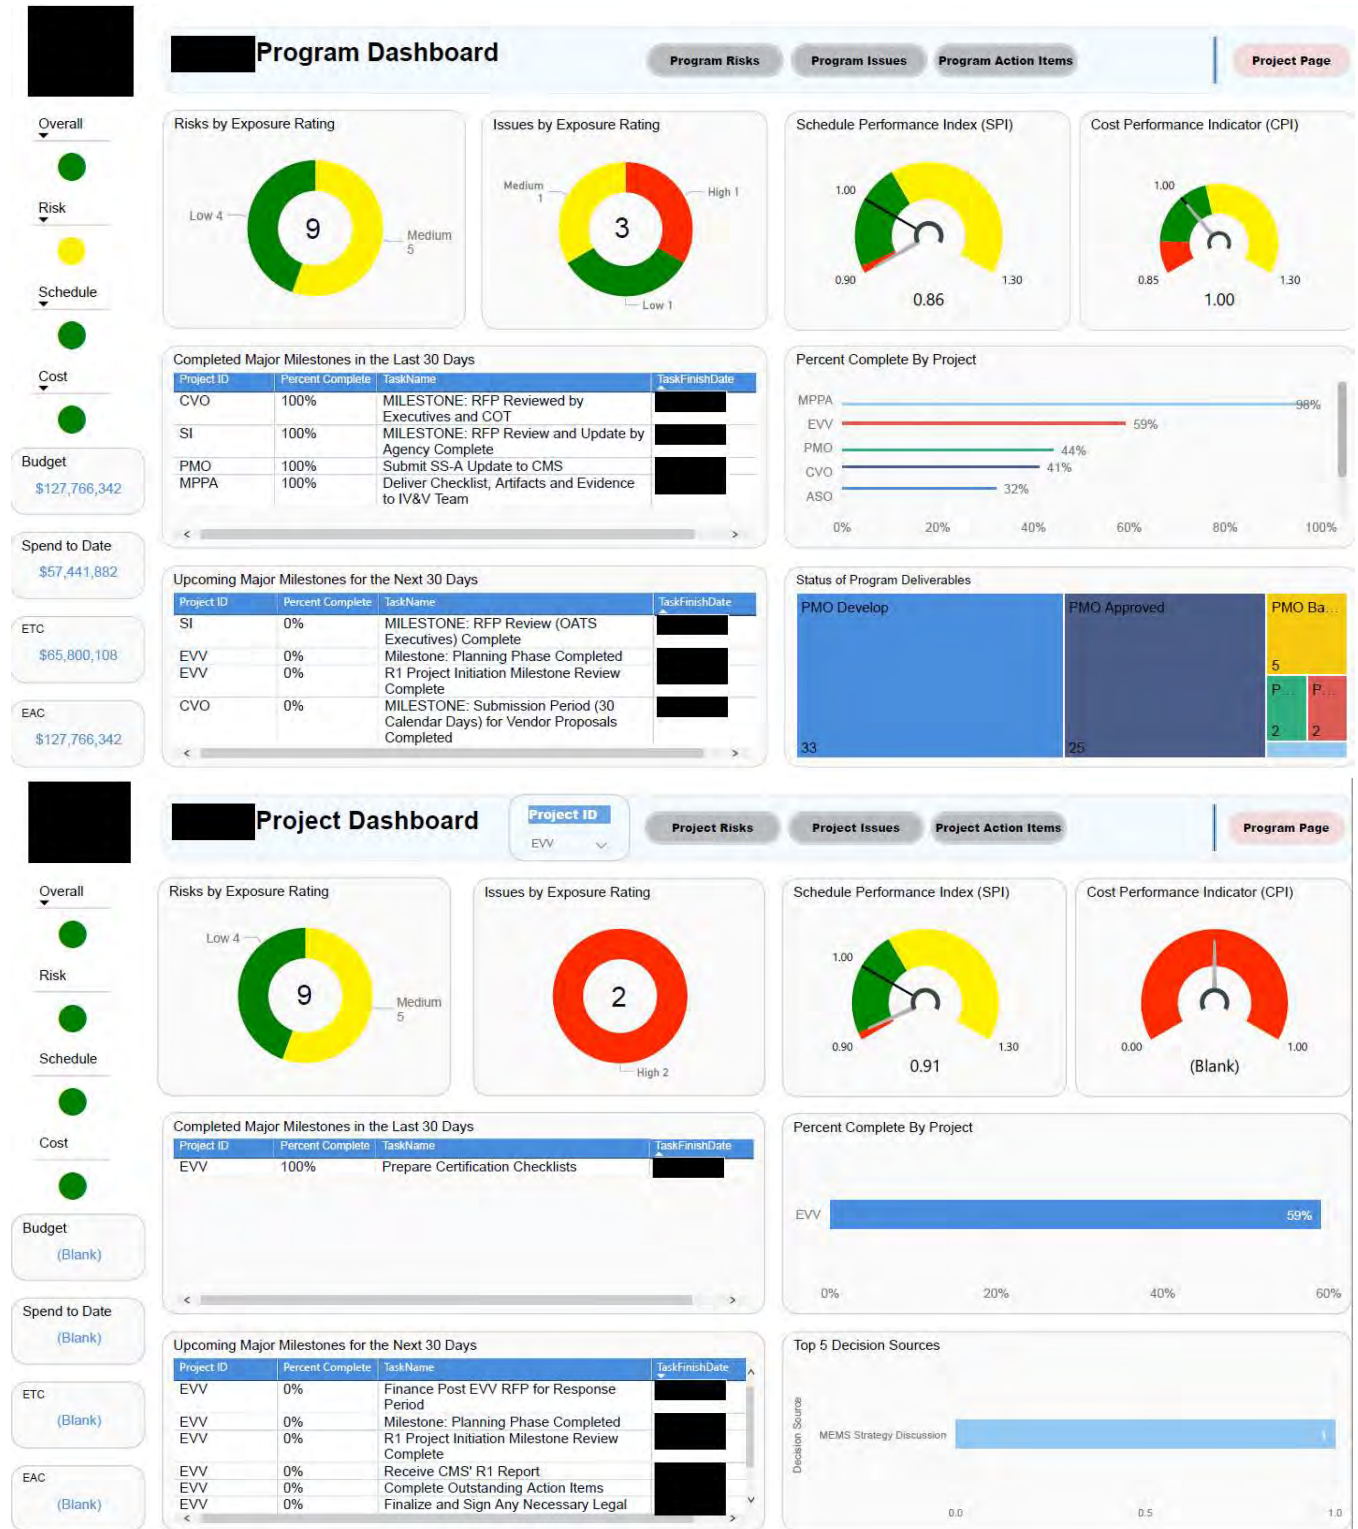 Program Dashboard
Program Risks
Program Issues
Program Action Items
Project Page
Overall
Risk
Schedule
Cost
Budget
$127,766,342
Spend to Date
$57,441,882
ETC
$65,800,108
EAC
$127,766,342
Risks by Exposure Rating
Low 4
9
Medium
5
Issues by Exposure Rating
Medium
1
High 1
3
Low 1
Schedule Performance Index (SPI)
1.00
0.90
1.30
0.86
Cost Performance Indicator (CPI)
1.00
0.85
1.30
1.00
Completed Major Milestones in the Last 30 Days
Project ID Percent Complete TaskName TaskFinishDate
CVO 100% MILESTONE: RFP Reviewed by
Executives and COT
SI 100% MILESTONE: RFP Review and Update by
Agency Complete
PMO 100% Submit SS-A Update to CMS
MPPA 100% Deliver Checklist, Artifacts and Evidence
to IV&V Team
Percent Complete By Project
MPPA 98%
EVV 59%
PMO 44%
CVO 41%
ASO 32%
0% 20% 40% 60% 80% 100%
Upcoming Major Milestones for the Next 30 Days
Project ID Percent Complete TaskName TaskFinishDate
SI 0% MILESTONE: RFP Review (OATS
Executives) Complete
EVV 0% Milestone: Planning Phase Completed
EVV 0% R1 Project Initiation Milestone Review
Complete
CVO 0% MILESTONE: Submission Period (30
Calendar Days) for Vendor Proposals
Completed
Status of Program Deliverables
PMO Develop
33
PMO Approved
25
PMO Ba...
5
P...
2
P...
2
Project Dashboard
Project ID
EVV
Project Risks
Project Issues
Project Action Items
Program Page
Overall
Risk
Schedule
Cost
Budget
(Blank)
Spend to Date
(Blank)
ETC
(Blank)
EAC
(Blank)
Risks by Exposure Rating
Low 4
9
Medium
5
Issues by Exposure Rating
2
High 2
Schedule Performance Index (SPI)
1.00
0.90
1.30
0.91
Cost Performance Indicator (CPI)
0.00
1.00
(Blank)
Completed Major Milestones in the Last 30 Days
Project ID Percent Complete TaskName TaskFinishDate
EVV 100% Prepare Certification Checklists
Percent Complete By Project
EVV 59%
0% 20% 40% 60%
Upcoming Major Milestones for the Next 30 Days
Project ID Percent Complete TaskName TaskFinishDate
EVV 0% Finance Post EVV RFP for Response
Period
EVV 0% Milestone: Planning Phase Completed
EVV 0% R1 Project Initiation Milestone Review
Complete
EVV 0% Receive CMS' R1 Report
EVV 0% Complete Outstanding Action Items
EVV 0% Finalize and Sign Any Necessary Legal
Top 5 Decision Sources
Decision Source
MEMS Strategy Discussion 1
0.0 0.5 1.0